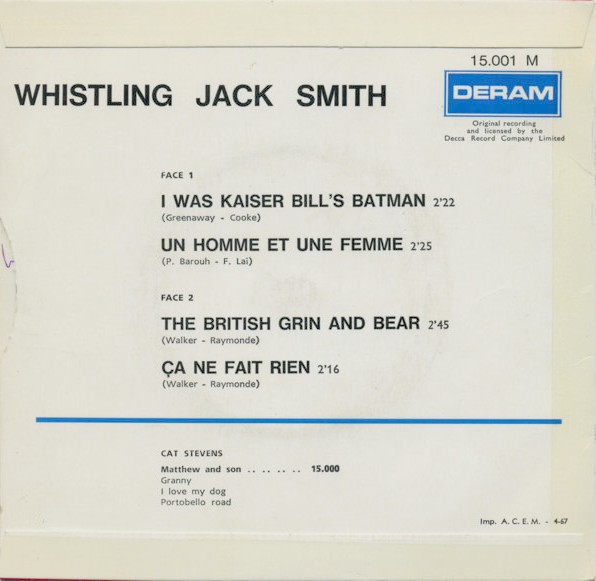 15.001 M
WHISTLING JACK SMITH
DERAM
Original recording
and licensed by the
Decca Record Company Limited
FACE 1
I WAS KAISER BILL'S BATMAN 2'22
(Greenaway - Cooke)
UN HOMME ET UNE FEMME 2'25
(P. Barouh - F. Lai)
FACE 2
THE BRITISH GRIN AND BEAR 2'45
(Walker - Raymonde)
ÇA NE FAIT RIEN 2'16
(Walker - Raymonde)
CAT STEVENS
Matthew and son .. .. .. .. 15.000
Granny
I love my dog
Portobello road
Imp. A. C. E. M. - 4-67